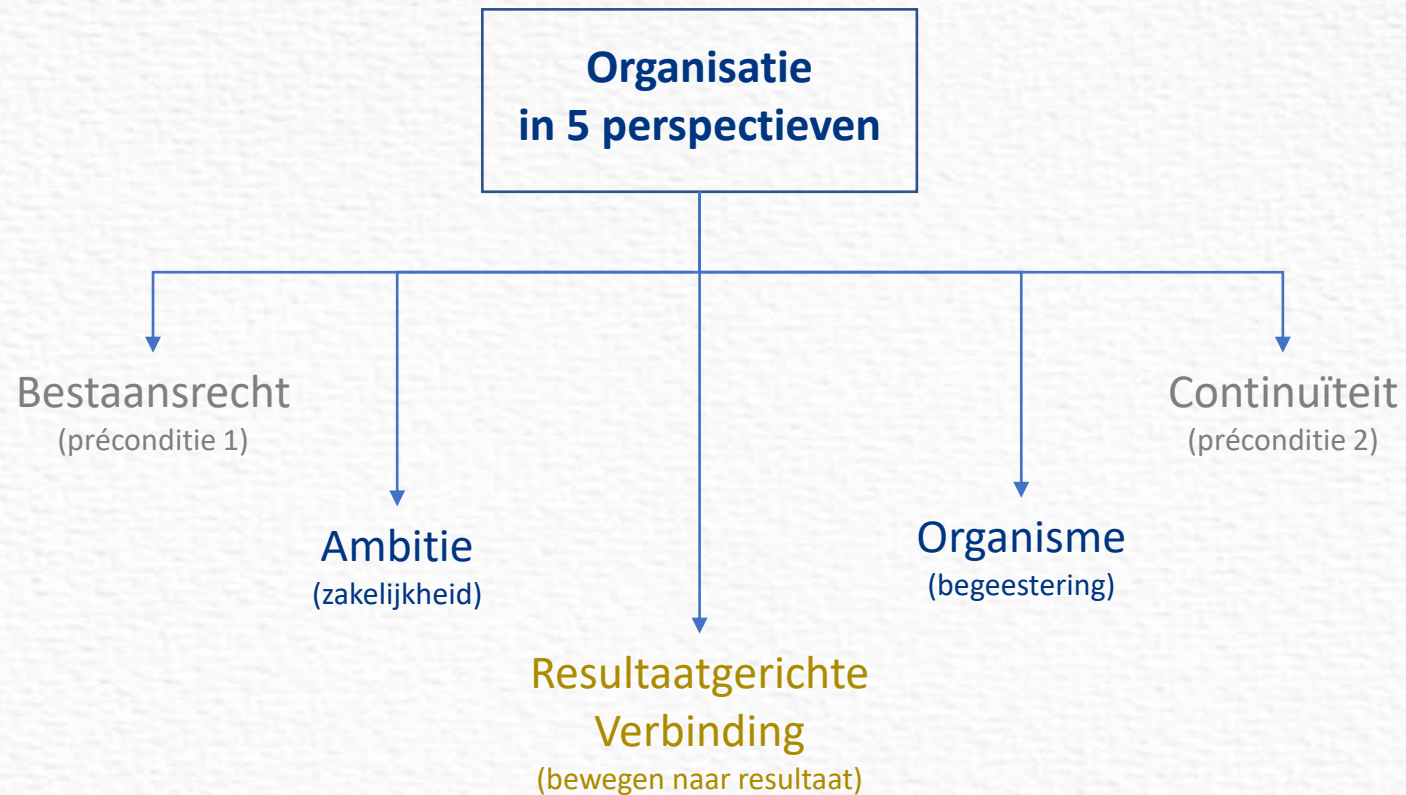 Organisatie
in 5 perspectieven
Bestaansrecht
(préconditie 1)
Continuïteit
(préconditie 2)
Ambitie
(zakelijkheid)
Organisme
(begeestering)
Resultaatgerichte
Verbinding
(bewegen naar resultaat)